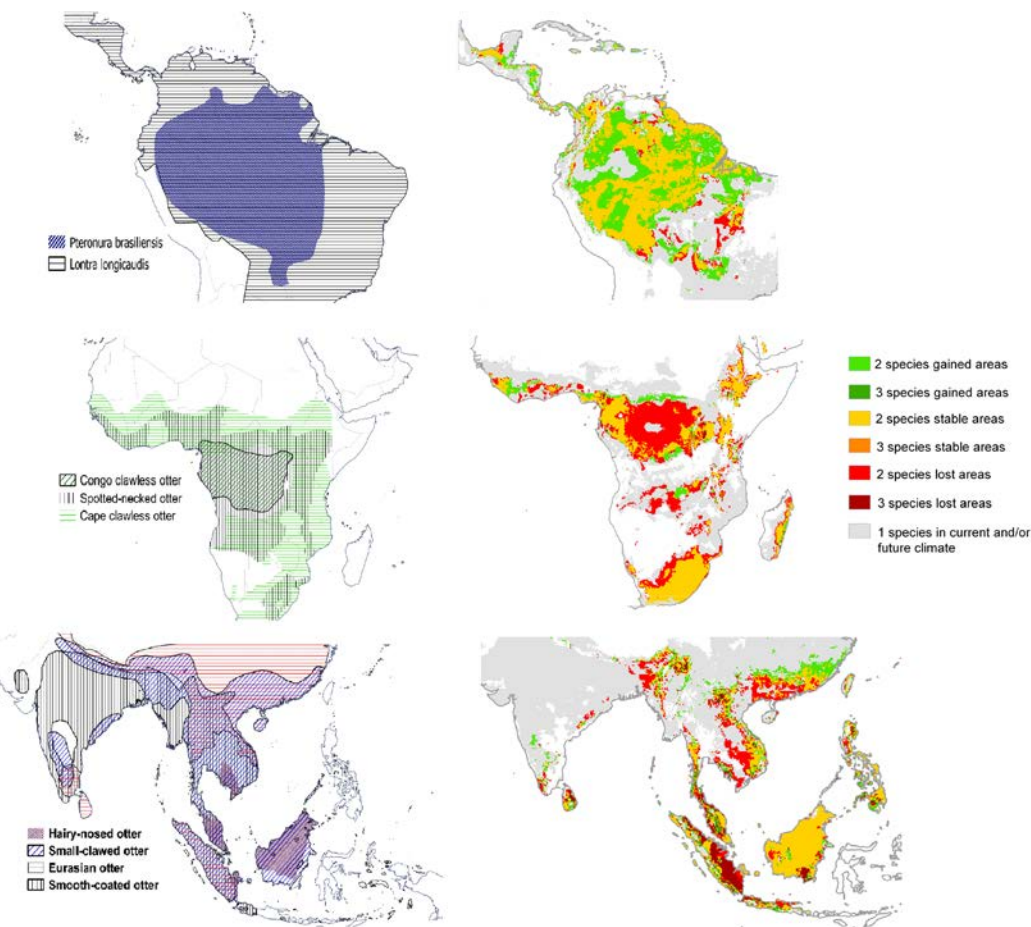 Pteronura brasiliensis
Lontra longicaudis
Congo clawless otter
Spotted-necked otter
Cape clawless otter
2 species gained areas
3 species gained areas
2 species stable areas
3 species stable areas
2 species lost areas
3 species lost areas
1 species in current and/or
future climate
Hairy-nosed otter
Small-clawed otter
Eurasian otter
Smooth-coated otter